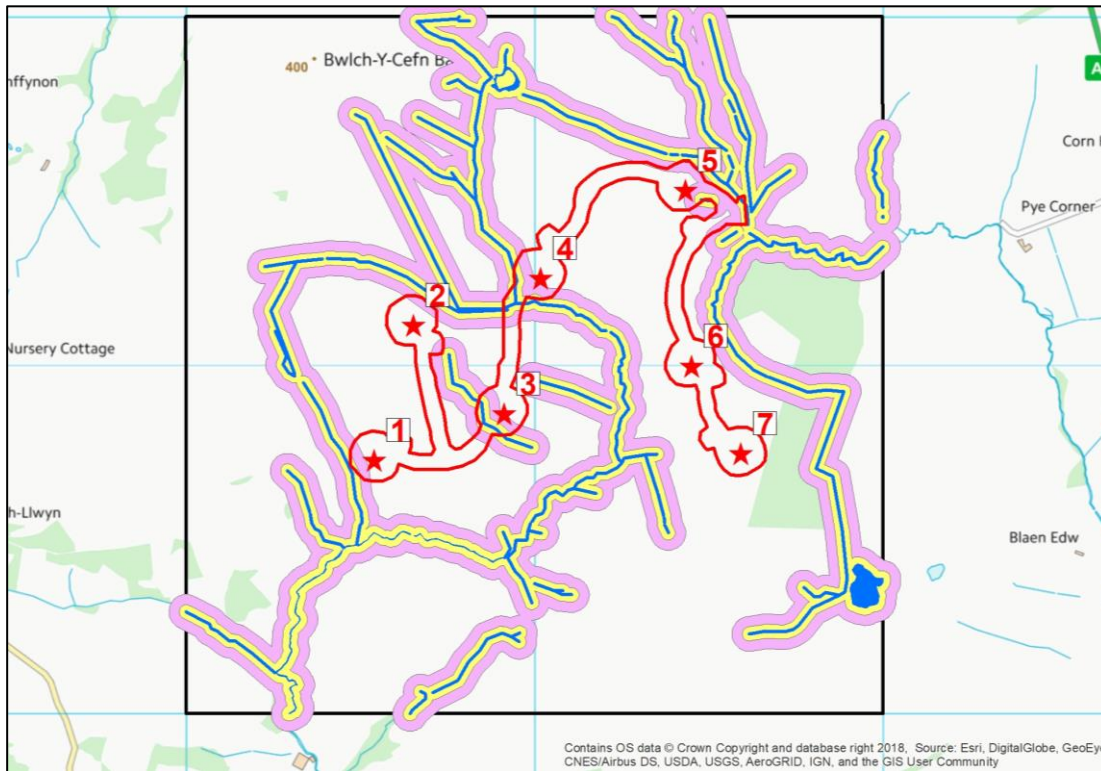 400
Bwlch-Y-Cefn
nffynon
A
Corn
5
Pye Corner
4
2
Nursery Cottage
6
3
1
7
h-Llwyn
Blaen Edw
Contains OS data © Crown Copyright and database right 2018, Source: Esri, DigitalGlobe, GeoEy
CNES/Airbus DS, USDA, USGS, AeroGRID, IGN, and the GIS User Community